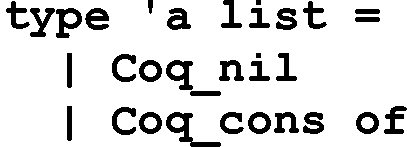 type 'a list =
| Coq_nil
| Coq_cons of